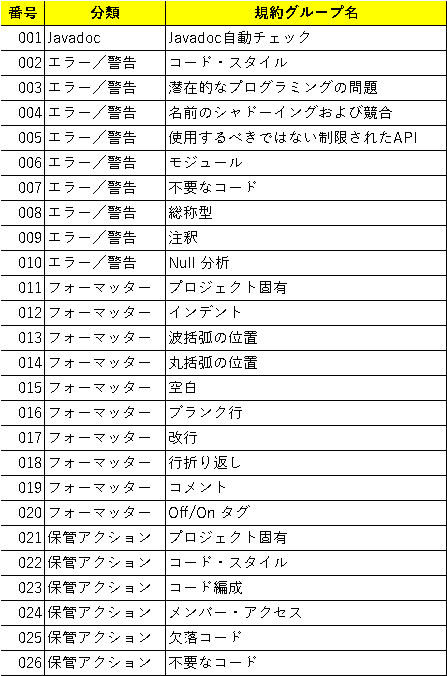 番号 分類 規約グループ名
001 Javadoc Javadoc自動チェック
002 エラー／警告 コード・スタイル
003 エラー／警告 潜在的なプログラミングの問題
004 エラー／警告 名前のシャドーイングおよび競合
005 エラー／警告 使用するべきではない制限されたAPI
006 エラー／警告 モジュール
007 エラー／警告 不要なコード
008 エラー／警告 総称型
009 エラー／警告 注釈
010 エラー／警告 Null 分析
011 フォーマッター プロジェクト固有
012 フォーマッター インデント
013 フォーマッター 波括弧の位置
014 フォーマッター 丸括弧の位置
015 フォーマッター 空白
016 フォーマッター ブランク行
017 フォーマッター 改行
018 フォーマッター 行折り返し
019 フォーマッター コメント
020 フォーマッター Off/On タグ
021 保管アクション プロジェクト固有
022 保管アクション コード・スタイル
023 保管アクション コード編成
024 保管アクション メンバー・アクセス
025 保管アクション 欠落コード
026 保管アクション 不要なコード